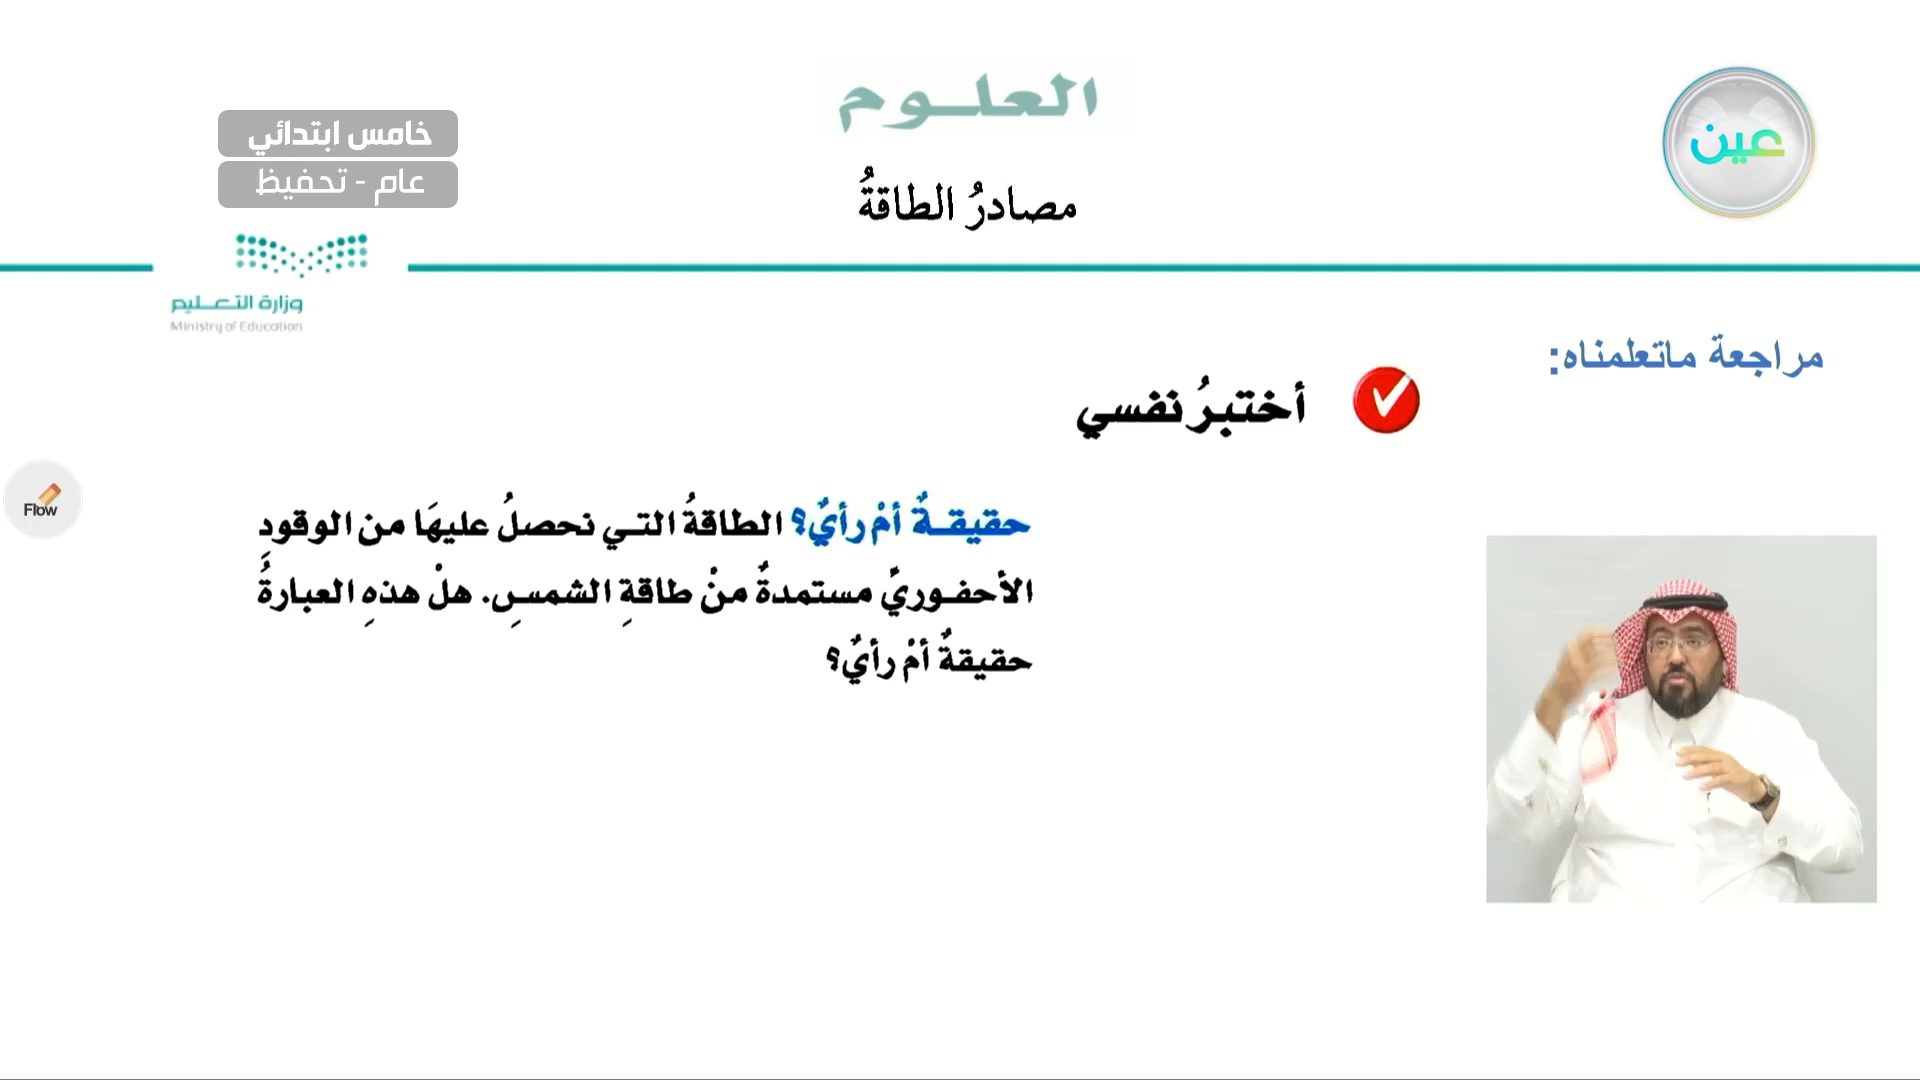 العلوم
عين
خامس ابتدائي
عام - تحفيظ
مصادرُ الطاقةُ
وزارة التعليم
Ministry of Education
مراجعة ماتعلمناه:
أختبرُ نفسي
Flow
حقيقةٌ أمْ رأيٌ؟ الطاقةُ التي نحصلُ عليهَا من الوقودِ
الأحفوريِّ مستمدةٌ منْ طاقةِ الشمسِ. هلْ هذهِ العبارةُ
حقيقةٌ أمْ رأيٌ؟